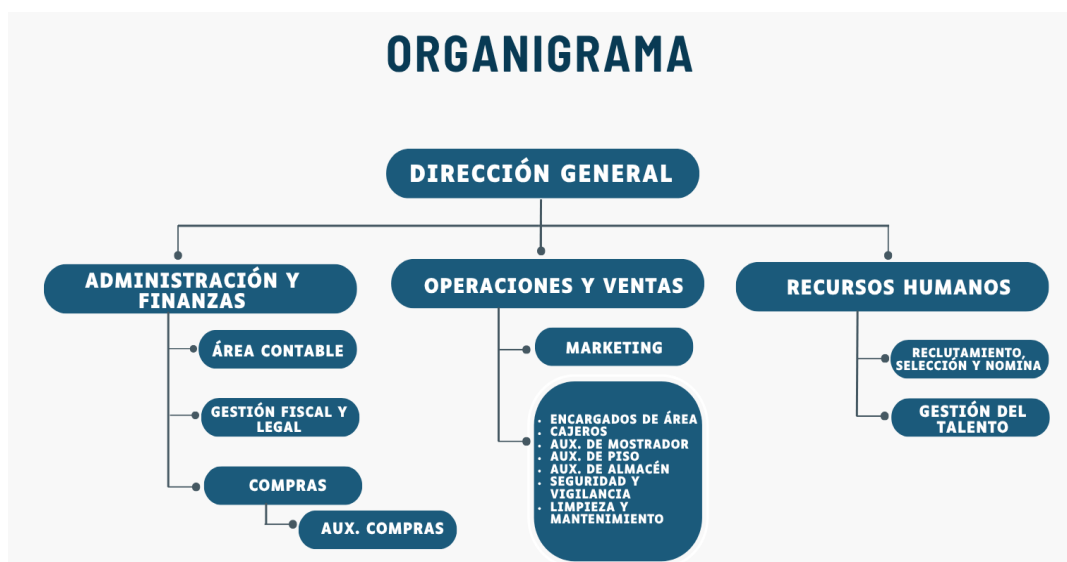 ORGANIGRAMA
DIRECCIÓN GENERAL
ADMINISTRACIÓN Y
FINANZAS
ÁREA CONTABLE
GESTIÓN FISCAL Y
LEGAL
COMPRAS
AUX. COMPRAS
OPERACIONES Y VENTAS
MARKETING
• ENCARGADOS DE ÁREA
• CAJEROS
• AUX. DE MOSTRADOR
• AUX. DE PISO
• AUX. DE ALMACÉN
• SEGURIDAD Y
VIGILANCIA
• LIMPIEZA Y
MANTENIMIENTO
RECURSOS HUMANOS
RECLUTAMIENTO,
SELECCIÓN Y NOMINA
GESTIÓN DEL
TALENTO